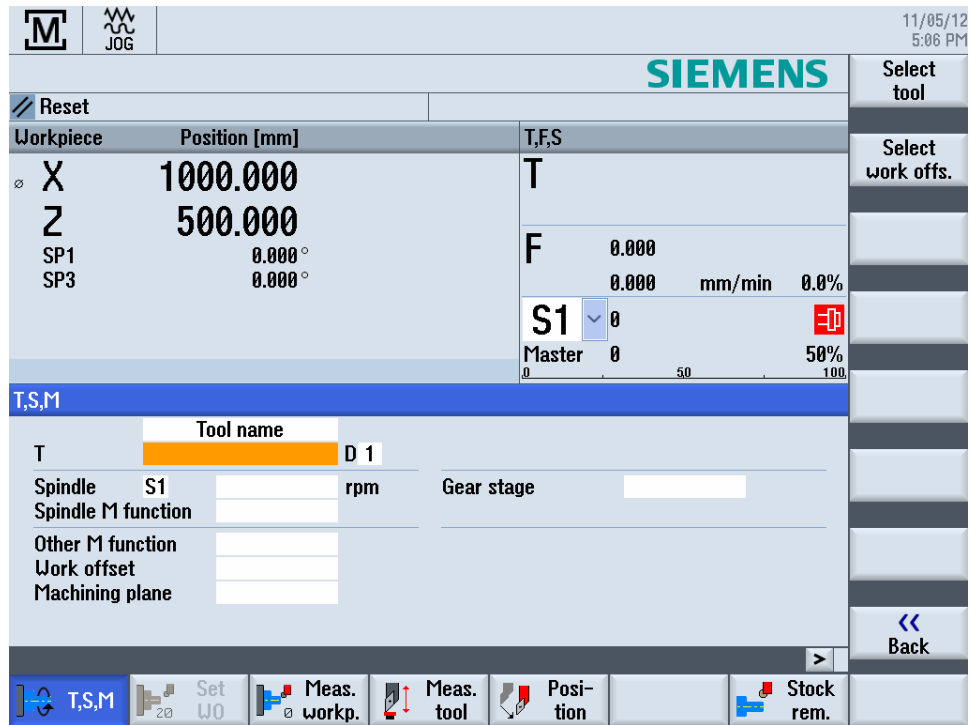 M
JOG
11/05/12
5:06 PM
SIEMENS
Select
tool
Reset
Workpiece Position [mm]
T,F,S
Select
work offs.
⌀ X 1000.000
Z 500.000
SP1 0.000°
SP3 0.000°
T
F 0.000
0.000 mm/min 0.0%
S1 0
Master 0 50%
0 . 50 . 100
T,S,M
Tool name
T D 1
Spindle S1 rpm Gear stage
Spindle M function
Other M function
Work offset
Machining plane
«
Back
>
T,S,M
20 Set
WO
⌀ Meas.
workp.
Meas.
tool
Posi-
tion
Stock
rem.